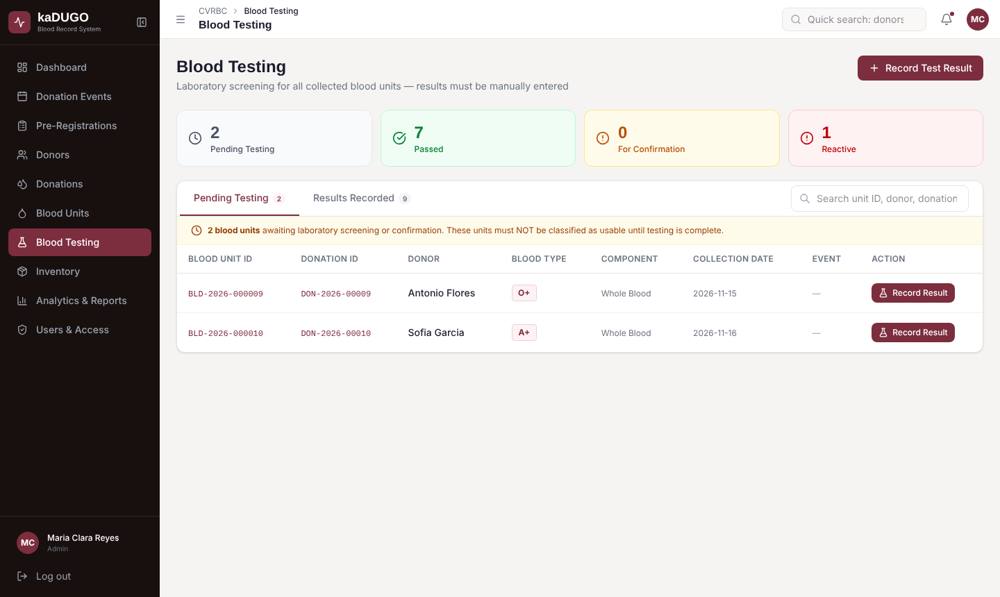 kaDUGO
Blood Record System
Dashboard
Donation Events
Pre-Registrations
Donors
Donations
Blood Units
Blood Testing
Inventory
Analytics & Reports
Users & Access
MC
Maria Clara Reyes
Admin
Log out
CVRBC > Blood Testing
Blood Testing
Quick search: donors
MC
Blood Testing
Laboratory screening for all collected blood units — results must be manually entered
+ Record Test Result
2
Pending Testing
7
Passed
0
For Confirmation
1
Reactive
Pending Testing 2
Results Recorded 9
Search unit ID, donor, donation
2 blood units awaiting laboratory screening or confirmation. These units must NOT be classified as usable until testing is complete.
BLOOD UNIT ID DONATION ID DONOR BLOOD TYPE COMPONENT COLLECTION DATE EVENT ACTION
BLD-2026-000009 DON-2026-00009 Antonio Flores O+ Whole Blood 2026-11-15 — Record Result
BLD-2026-000010 DON-2026-00010 Sofia Garcia A+ Whole Blood 2026-11-16 — Record Result